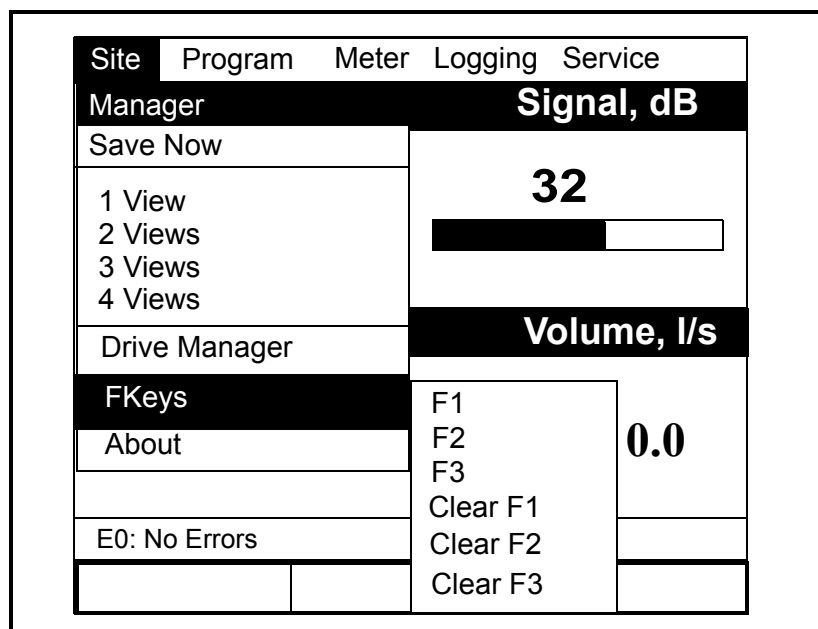 Site Program Meter Logging Service
Manager
Signal, dB
Save Now
32
1 View
2 Views
3 Views
4 Views
Volume, l/s
Drive Manager
FKeys
About
F1
F2
F3
Clear F1
Clear F2
Clear F3
0.0
E0: No Errors